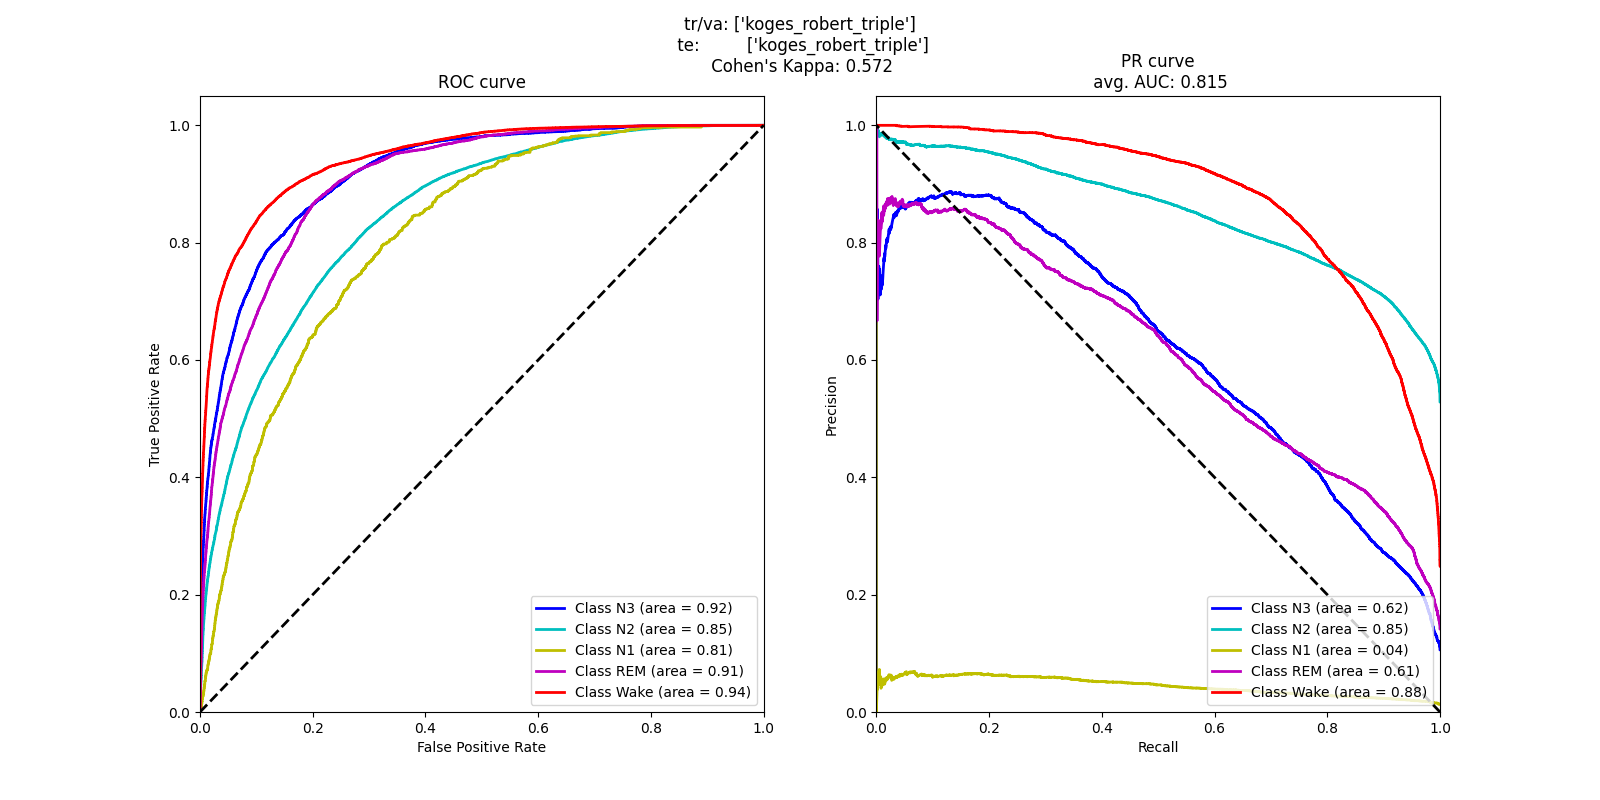 tr/va: ['koges_robert_triple']
te: ['koges_robert_triple']
Cohen's Kappa: 0.572
ROC curve
1.0
0.8
0.6
0.4
0.2
0.0
True Positive Rate
0.0 0.2 0.4 0.6 0.8 1.0
False Positive Rate
Class N3 (area = 0.92)
Class N2 (area = 0.85)
Class N1 (area = 0.81)
Class REM (area = 0.91)
Class Wake (area = 0.94)
PR curve
avg. AUC: 0.815
1.0
0.8
0.6
0.4
0.2
0.0
Precision
0.0 0.2 0.4 0.6 0.8 1.0
Recall
Class N3 (area = 0.62)
Class N2 (area = 0.85)
Class N1 (area = 0.04)
Class REM (area = 0.61)
Class Wake (area = 0.88)